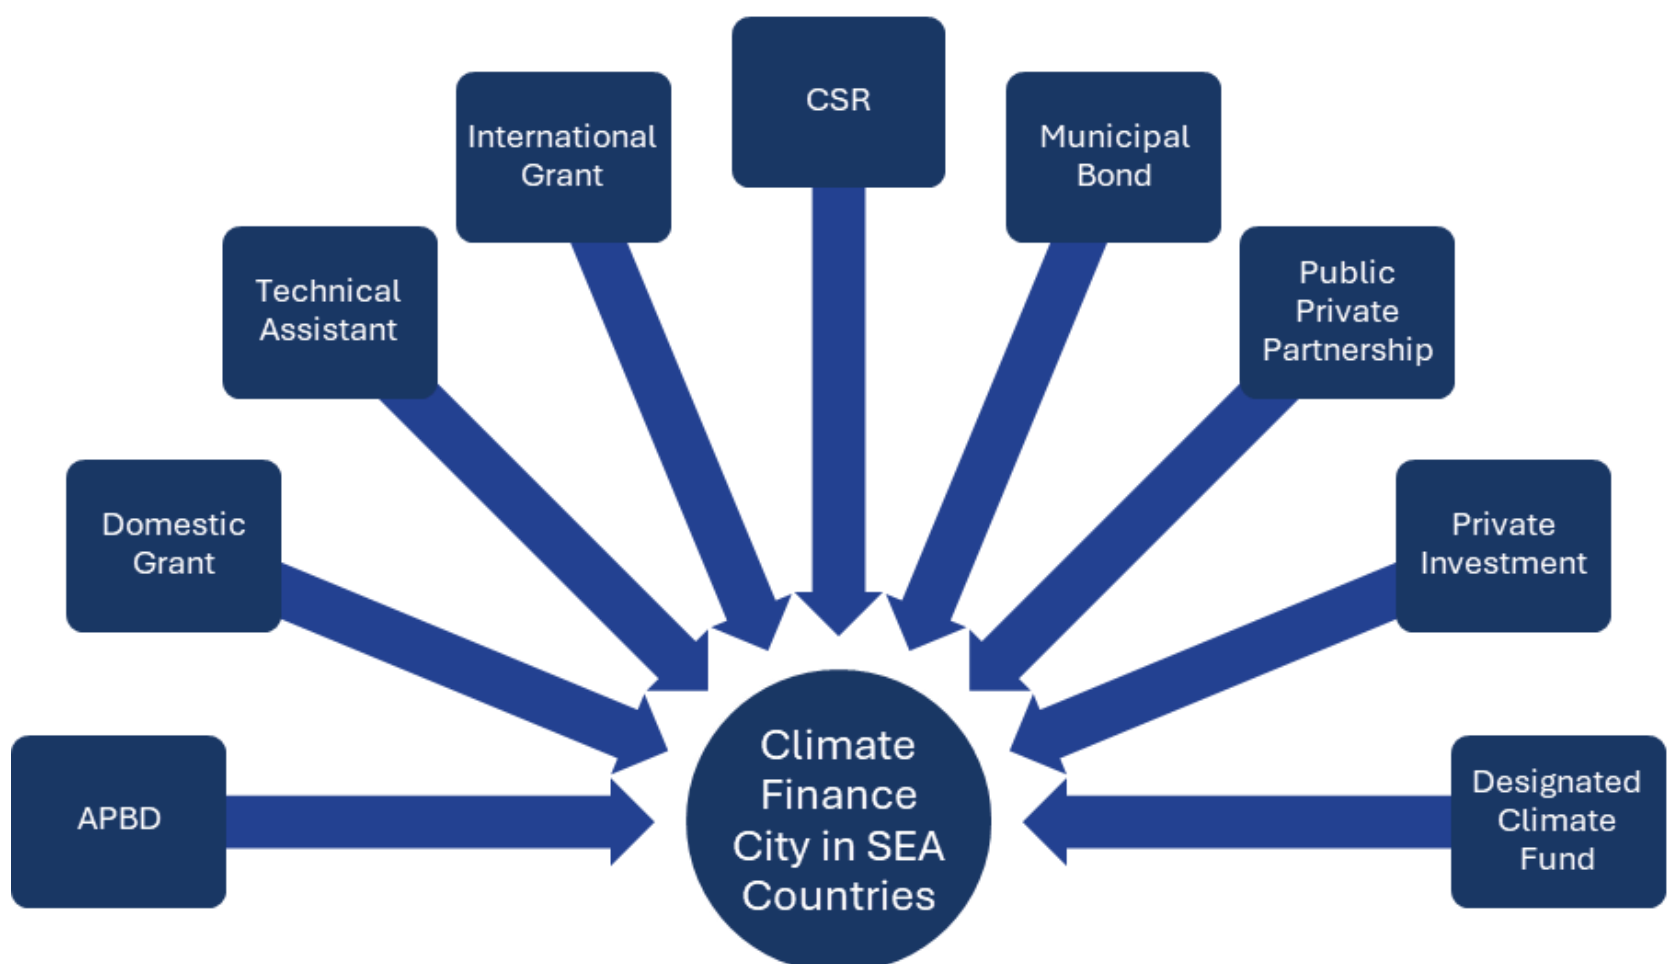 CSR
International
Grant
Municipal
Bond
Technical
Assistant
Public
Private
Partnership
Domestic
Grant
Private
Investment
APBD
Designated
Climate
Fund
Climate
Finance
City in SEA
Countries